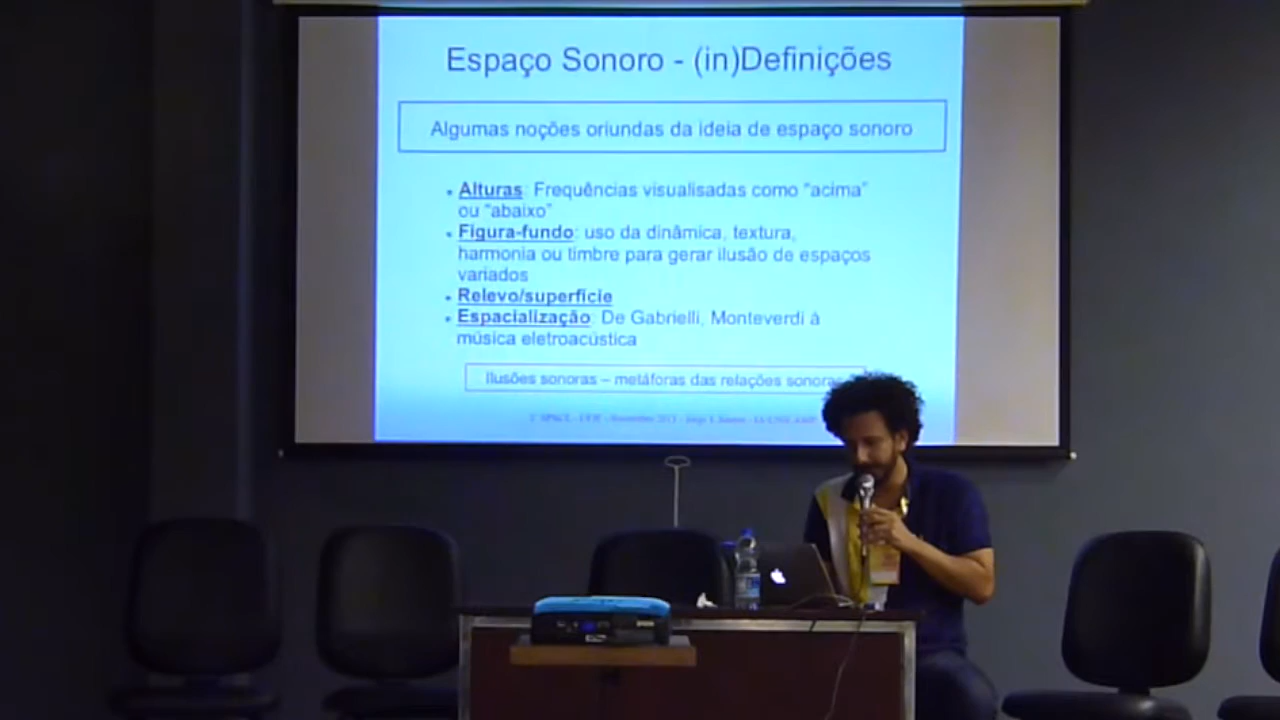 Espaço Sonoro - (in)Definições
Algumas noções oriundas da ideia de espaço sonoro
Alturas: Frequências visualisadas como “acima”
ou “abaixo”
Figura-fundo: uso da dinâmica, textura,
harmonia ou timbre para gerar ilusão de espaços
variados
Relevo/superfície
Espacialização: De Gabrielli, Monteverdi à
música eletroacústica
Ilusões sonoras – metáforas das relações sonoras